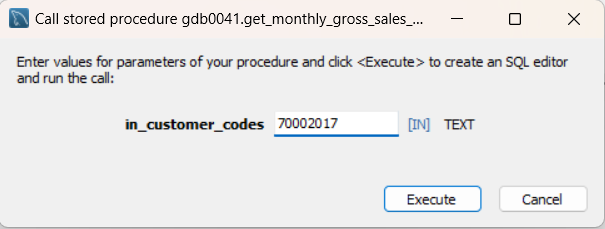 Call stored procedure gdb0041.get_monthly_gross_sales_...
Enter values for parameters of your procedure and click <Execute> to create an SQL editor
and run the call:
in_customer_codes 70002017 [IN] TEXT
Execute Cancel